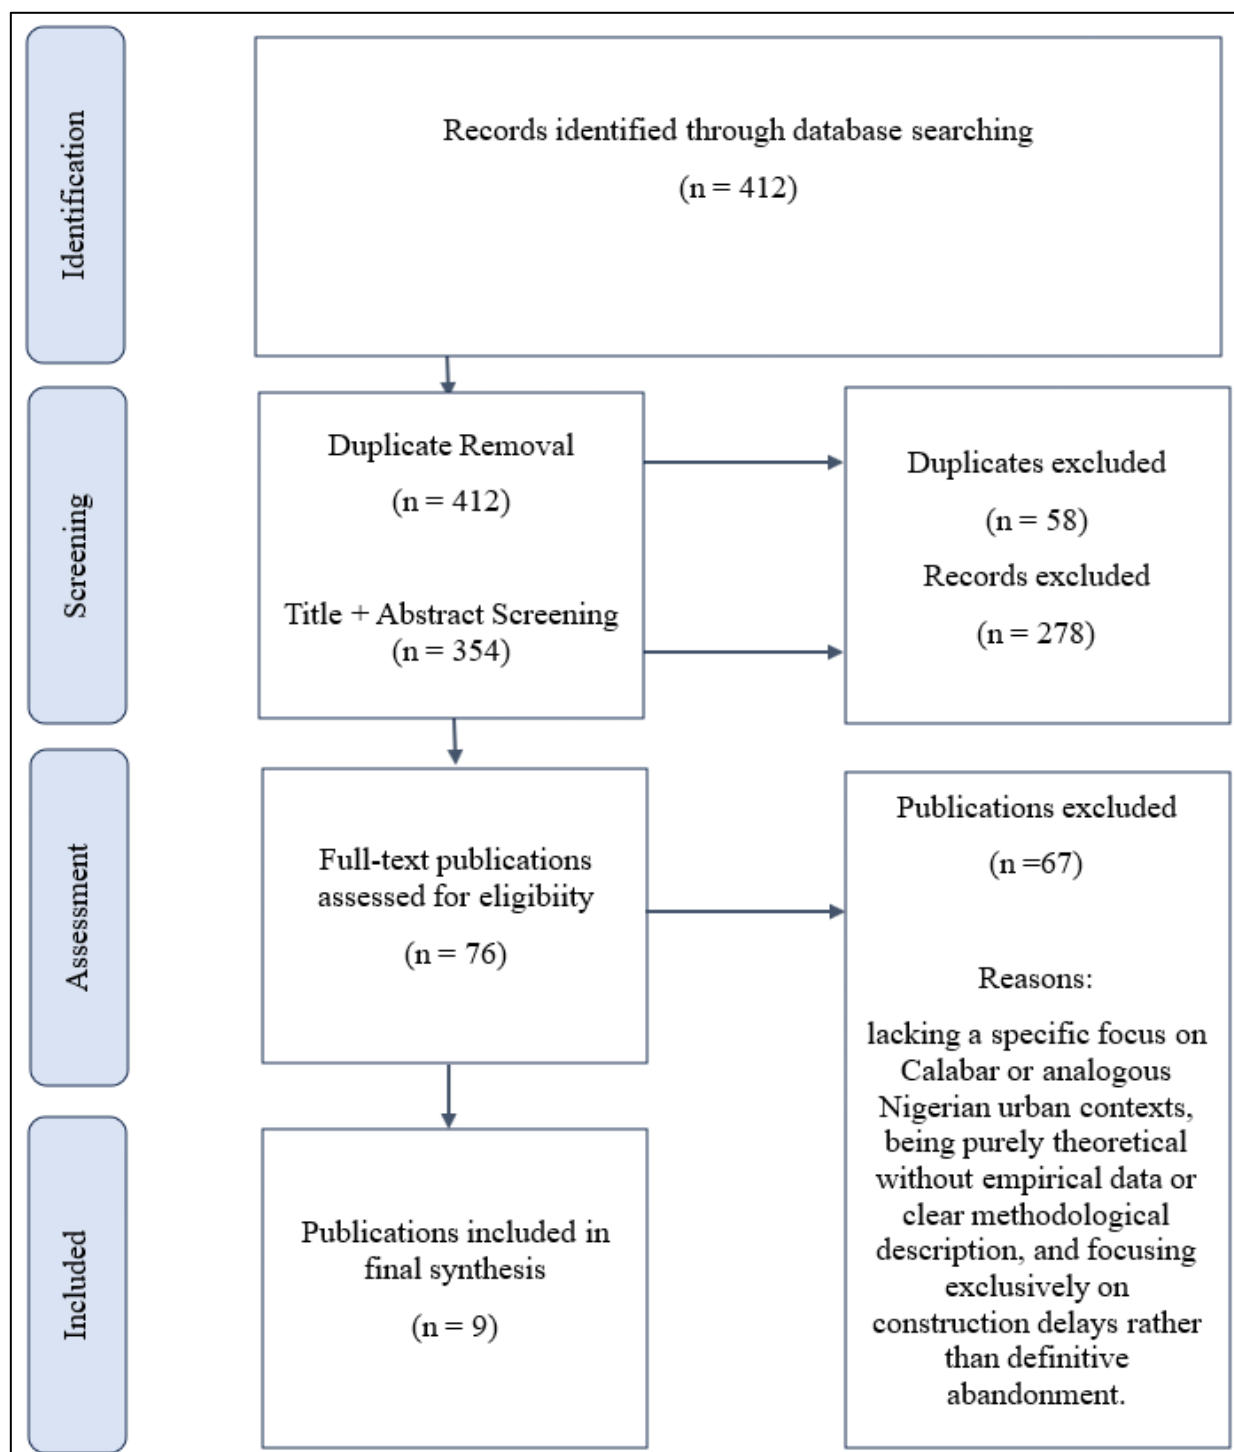 Identification
Records identified through database searching
(n = 412)
Screening
Duplicate Removal
(n = 412)
Title + Abstract Screening
(n = 354)
Duplicates excluded
(n = 58)
Records excluded
(n = 278)
Assessment
Full-text publications
assessed for eligibiity
(n = 76)
Publications excluded
(n =67)
Reasons:
lacking a specific focus on
Calabar or analogous
Nigerian urban contexts,
being purely theoretical
without empirical data or
clear methodological
description, and focusing
exclusively on
construction delays rather
than definitive
abandonment.
Included
Publications included in
final synthesis
(n = 9)